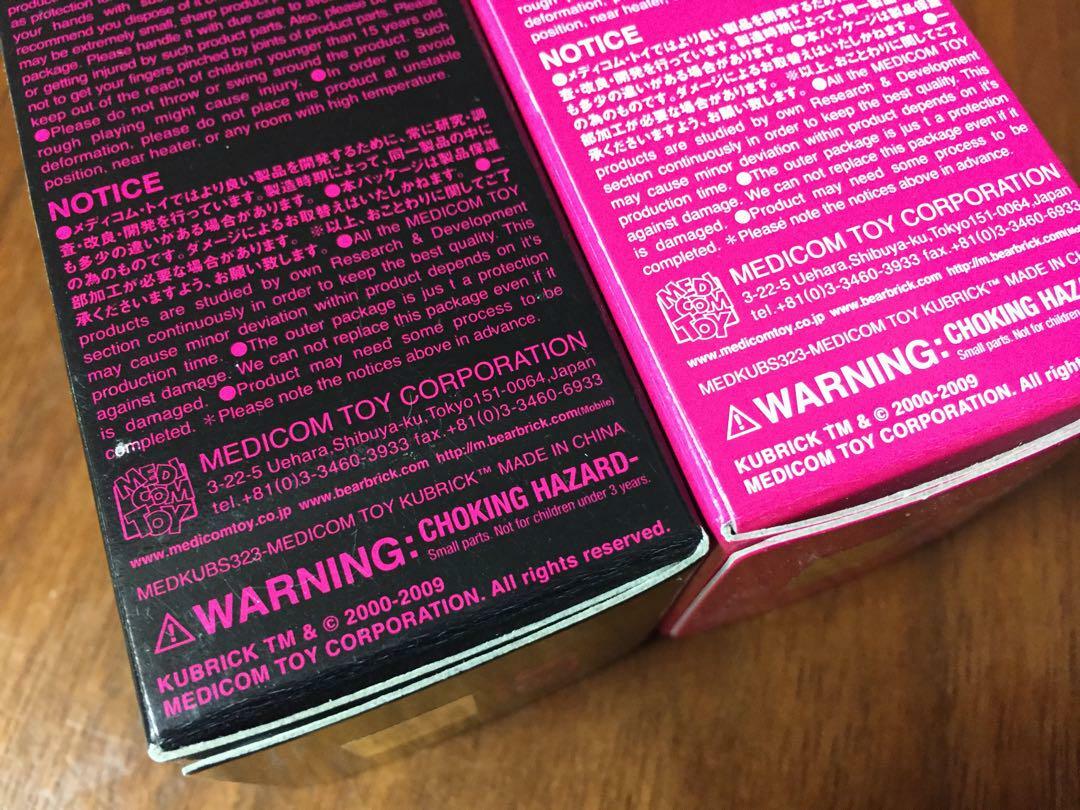 your hands with
recommend you dispose of it
may be extremely small, sharp product
package. Please handle it with due care to avoid
or getting injured by such product parts. Also, please be
not to get your fingers pinched by joints of product parts. Please
keep out of the reach of children younger than 15 years old.
●Please do not throw or swing around the product. Such
rough playing might cause injury. ●In order to avoid
deformation, please do not place the product at unstable
position, near heater, or any room with high temperature.
NOTICE
●メディコム・トイではより良い製品を開発するために、常に研究・調
査・改良・開発を行っています。製造時期によって、同一製品の中に
も多少の違いがある場合があります。 ●本パッケージは製品保護
の為のものです。ダメージによるお取替えはいたしかねます。 ●一
部加工が必要な場合があります。 ※以上、おことわりに関してご了
承くださいますよう、お願い致します。 ●All the MEDICOM TOY
products are studied by own Research & Development
section continuously in order to keep the best quality. This
may cause minor deviation within product depends on it's
production time. ●The outer package is jus t a protection
against damage. We can not replace this package even if it
is damaged. ●Product may need some process to be
completed. ＊Please note the notices above in advance.
MEDICOM TOY
MEDICOM TOY CORPORATION
3-22-5 Uehara,Shibuya-ku,Tokyo151-0064,Japan
tel.+81(0)3-3460-3933 fax.+81(0)3-3460-6933
www.medicomtoy.co.jp www.bearbrick.com http://m.bearbrick.com(Mobile)
MEDKUBS323-MEDICOM TOY KUBRICK™ MADE IN CHINA
⚠WARNING: CHOKING HAZARD-
Small parts. Not for children under 3 years.
KUBRICK TM & © 2000-2009
MEDICOM TOY CORPORATION. All rights reserved.
deformation,
position, near heater,
NOTICE
●メディコム・トイではより良い製品を開発するために、常に研究・調
査・改良・開発を行っています。製造時期によって、同一製品の中に
も多少の違いがある場合があります。 ●本パッケージは製品保護
の為のものです。ダメージによるお取替えはいたしかねます。 ●一
部加工が必要な場合があります。 ※以上、おことわりに関してご了
承くださいますよう、お願い致します。 ●All the MEDICOM TOY
products are studied by own Research & Development
section continuously in order to keep the best quality. This
may cause minor deviation within product depends on it's
production time. ●The outer package is jus t a protection
against damage. We can not replace this package even if it
is damaged. ●Product may need some process to be
completed. ＊Please note the notices above in advance.
MEDICOM TOY
MEDICOM TOY CORPORATION
3-22-5 Uehara,Shibuya-ku,Tokyo151-0064,Japan
tel.+81(0)3-3460-3933 fax.+81(0)3-3460-6933
www.medicomtoy.co.jp www.bearbrick.com http://m.bearbrick.com
MEDKUBS323-MEDICOM TOY KUBRICK™ MADE IN
⚠WARNING: CHOKING HAZAR
Small parts. Not for children under
KUBRICK TM & © 2000-2009
MEDICOM TOY CORPORATION. All